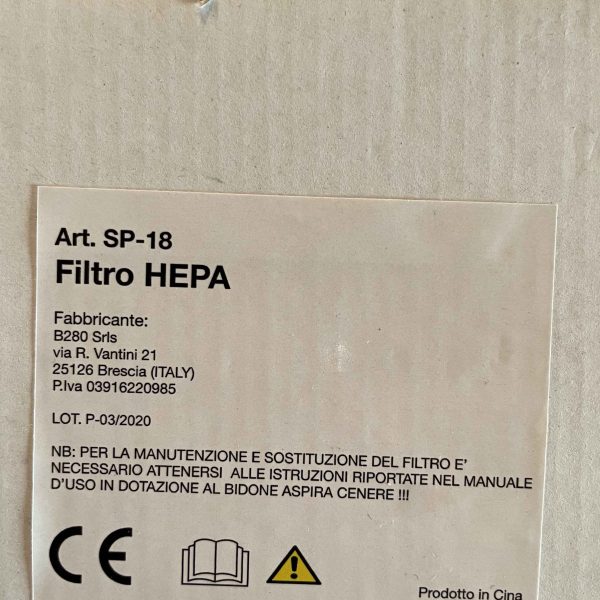 Art. SP-18
Filtro HEPA
Fabbricante:
B280 Srls
via R. Vantini 21
25126 Brescia (ITALY)
P.Iva 03916220985
LOT. P-03/2020
NB: PER LA MANUTENZIONE E SOSTITUZIONE DEL FILTRO E'
NECESSARIO ATTENERSI ALLE ISTRUZIONI RIPORTATE NEL MANUALE
D'USO IN DOTAZIONE AL BIDONE ASPIRA CENERE !!!
CE
Prodotto in Cina